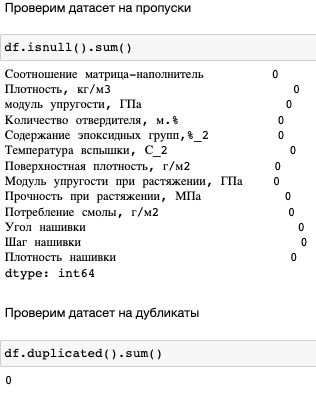 Проверим датасет на пропуски
df.isnull().sum()
Соотношение матрица-наполнитель 0
Плотность, кг/м3 0
модуль упругости, ГПа 0
Количество отвердителя, м.% 0
Содержание эпоксидных групп,%_2 0
Температура вспышки, С_2 0
Поверхностная плотность, г/м2 0
Модуль упругости при растяжении, ГПа 0
Прочность при растяжении, МПа 0
Потребление смолы, г/м2 0
Угол нашивки 0
Шаг нашивки 0
Плотность нашивки 0
dtype: int64
Проверим датасет на дубликаты
df.duplicated().sum()
0